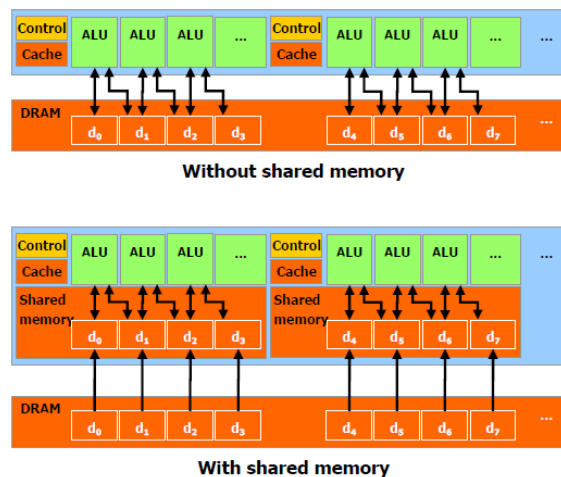 Control ALU ALU ALU ... Control ALU ALU ALU ... ...
Cache Cache
DRAM ...
d₀ d₁ d₂ d₃ d₄ d₅ d₆ d₇
Without shared memory
Control ALU ALU ALU ... Control ALU ALU ALU ... ...
Cache Cache
Shared Shared
memory memory
d₀ d₁ d₂ d₃ d₄ d₅ d₆ d₇
DRAM ...
d₀ d₁ d₂ d₃ d₄ d₅ d₆ d₇
With shared memory